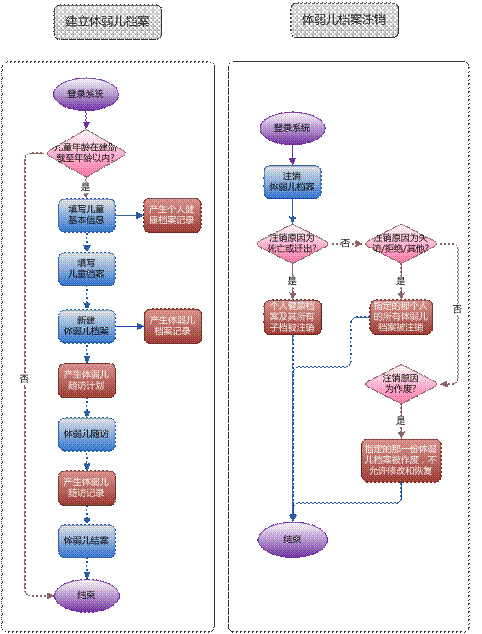 建立体弱儿档案
登录系统
儿童年龄在建
截至年龄以内?
是
填写儿童
基本信息
产生个人健
康档案记录
填写
儿童档案
新建
体弱儿档案
产生体弱儿
档案记录
产生体弱儿
随访计划
否
体弱儿随访
产生体弱儿
随访记录
体弱儿结案
结束
体弱儿档案注销
登录系统
注销
体弱儿档案
注销原因为
死亡或迁出?
否
注销原因为失
访/拒绝/其他?
是
是
否
个人健康档
案及其所有
子档被注销
指定的那个人
的所有体弱儿
档案被注销
注销原因
为作废?
是
指定的那一份体弱
儿档案被作废，不
允许修改和恢复
结束